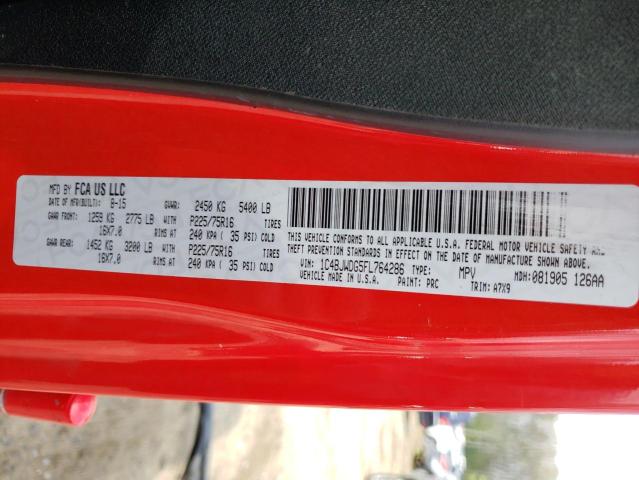 MFD BY FCA US LLC
DATE OF MFR(BUILT): 8-15 GVWR: 2450 KG 5400 LB
GAWR FRONT: 1259 KG 2775 LB WITH P225/75R16 TIRES
16X7.0 RIMS AT 240 KPA ( 35 PSI) COLD
GAWR REAR: 1452 KG 3200 LB WITH P225/75R16 TIRES
16X7.0 RIMS AT 240 KPA ( 35 PSI) COLD
THIS VEHICLE CONFORMS TO ALL APPLICABLE U.S.A. FEDERAL MOTOR VEHICLE SAFETY AND
THEFT PREVENTION STANDARDS IN EFFECT ON THE DATE OF MANUFACTURE SHOWN ABOVE.
VIN: 1C4BJWDG5FL764286 TYPE: MPV MDH: 081905 126AA
VEHICLE MADE IN U.S.A. PAINT: PRC TRIM: A7X9